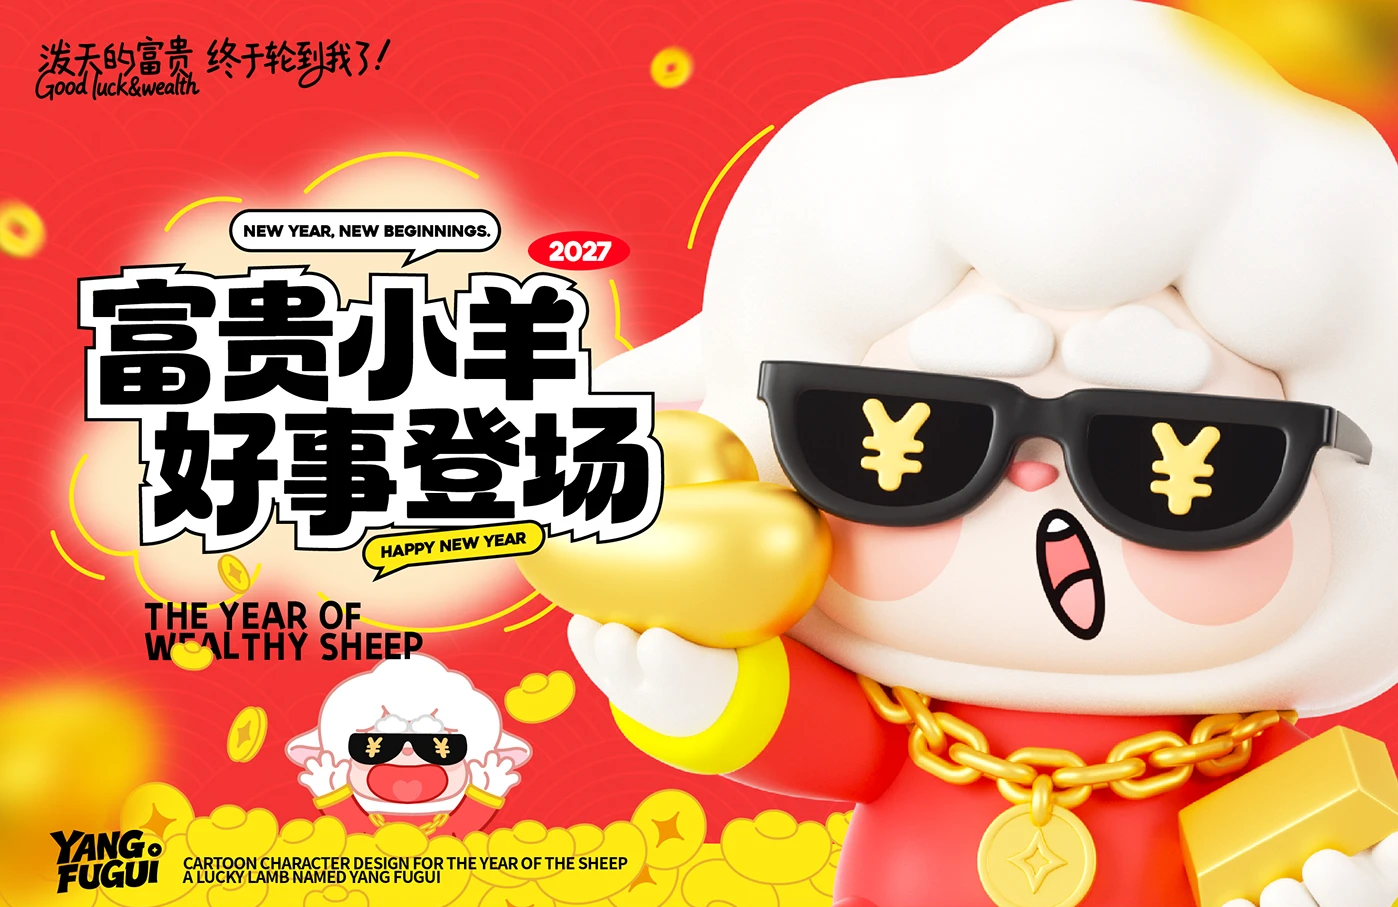 泼天的富贵 终于轮到我了!
Good luck&wealth
NEW YEAR, NEW BEGINNINGS.
2027
富贵小羊
好事登场
HAPPY NEW YEAR
THE YEAR OF
WEALTHY SHEEP
¥ ¥
¥ ¥
YANG
FUGUI
CARTOON CHARACTER DESIGN FOR THE YEAR OF THE SHEEP
A LUCKY LAMB NAMED YANG FUGUI